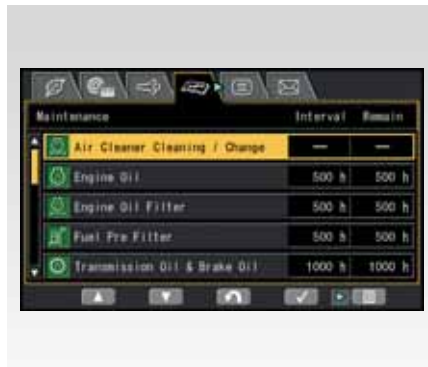 Maintenance Interval Remain
Air Cleaner Cleaning / Change — —
Engine Oil 500 h 500 h
Engine Oil Filter 500 h 500 h
Fuel Pre Filter 500 h 500 h
Transmission Oil & Brake Oil 1000 h 1000 h